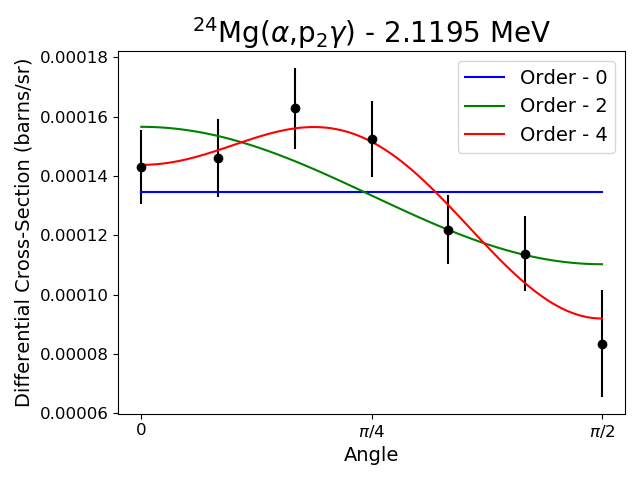 ²⁴Mg(α,p₂γ) - 2.1195 MeV
Differential Cross-Section (barns/sr)
0.00018
0.00016
0.00014
0.00012
0.00010
0.00008
0.00006
Order - 0
Order - 2
Order - 4
0
π/4
π/2
Angle